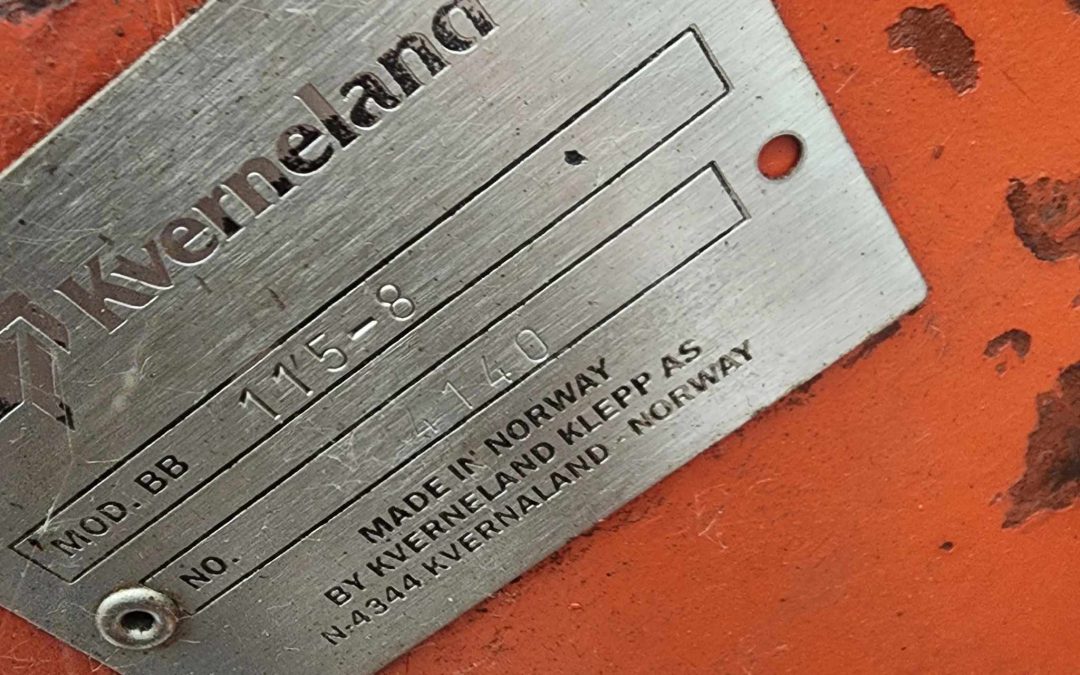 Kverneland
MOD. BB 115-8
NO. 4140
MADE IN NORWAY
BY KVERNELAND KLEPP AS
N-4344 KVERNALAND - NORWAY